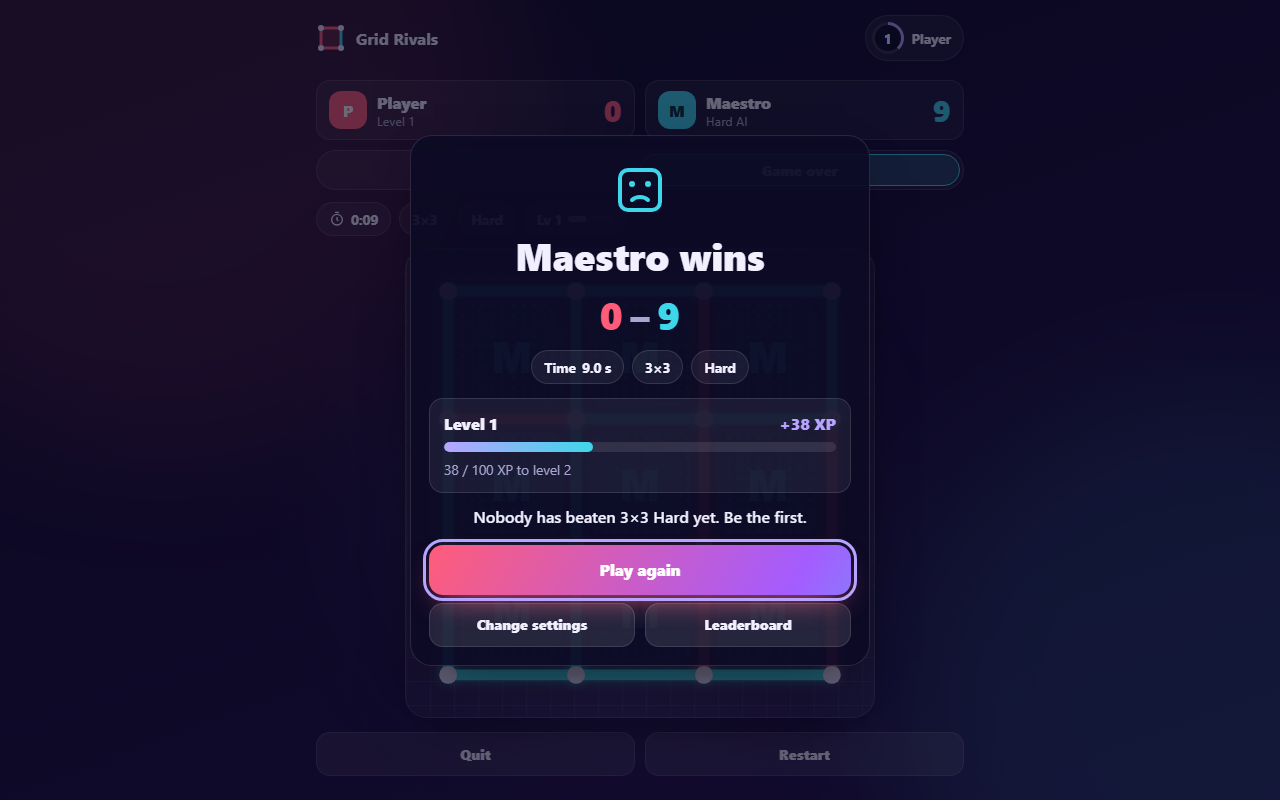 Grid Rivals
1 Player
P Player 0
Level 1
M Maestro 9
Hard AI
Game over
0:09 3×3 Hard Lv 1
Maestro wins
0 – 9
Time 9.0 s 3×3 Hard
M M M
Level 1 +38 XP
38 / 100 XP to level 2
M M M
Nobody has beaten 3×3 Hard yet. Be the first.
Play again
Change settings Leaderboard
Quit Restart